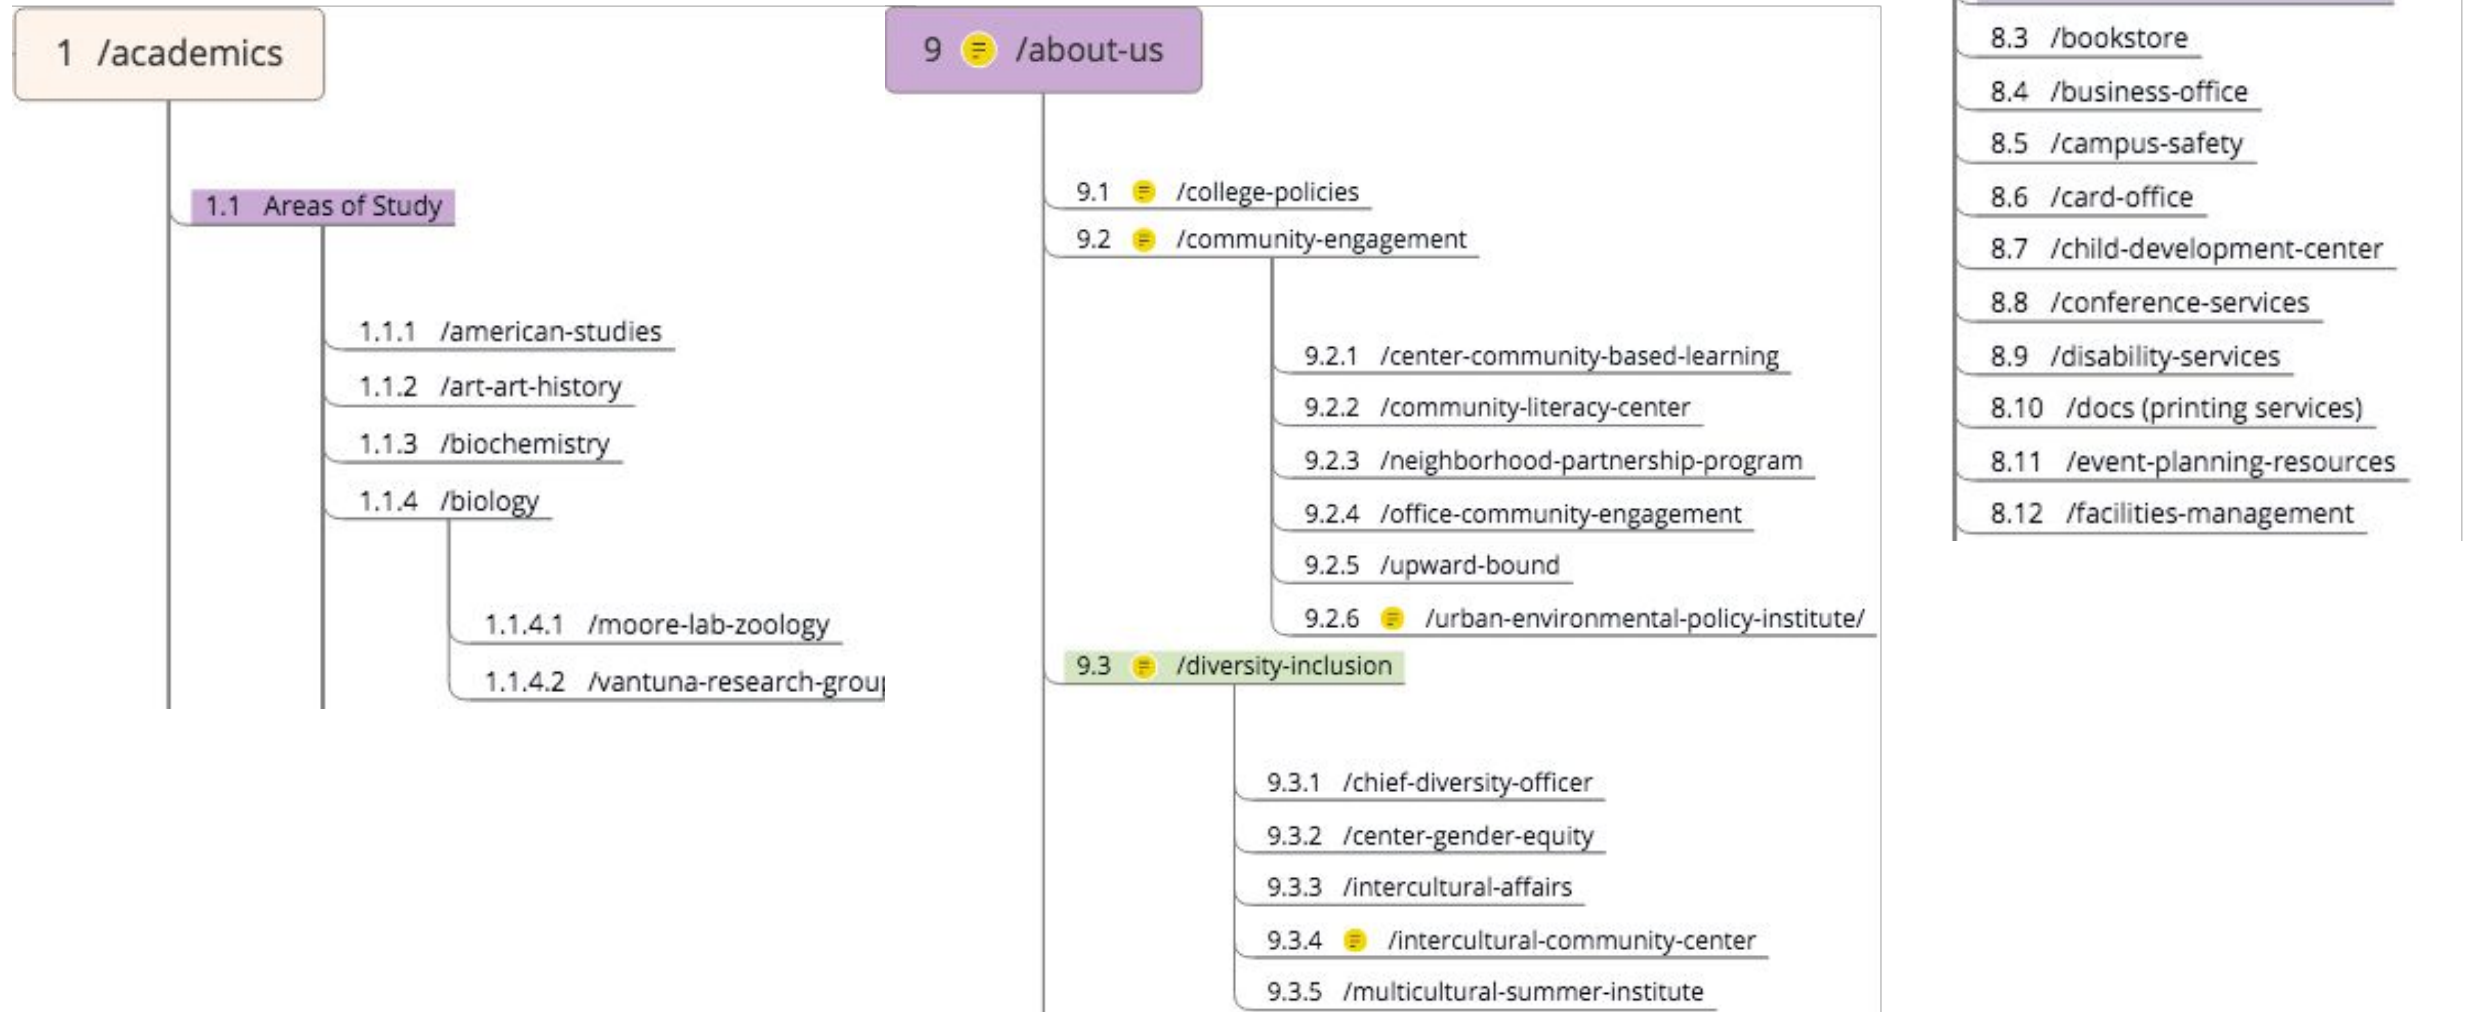 1 /academics
1.1 Areas of Study
1.1.1 /american-studies
1.1.2 /art-art-history
1.1.3 /biochemistry
1.1.4 /biology
1.1.4.1 /moore-lab-zoology
1.1.4.2 /vantuna-research-grou
9 /about-us
9.1 /college-policies
9.2 /community-engagement
9.2.1 /center-community-based-learning
9.2.2 /community-literacy-center
9.2.3 /neighborhood-partnership-program
9.2.4 /office-community-engagement
9.2.5 /upward-bound
9.2.6 /urban-environmental-policy-institute/
9.3 /diversity-inclusion
9.3.1 /chief-diversity-officer
9.3.2 /center-gender-equity
9.3.3 /intercultural-affairs
9.3.4 /intercultural-community-center
9.3.5 /multicultural-summer-institute
8.3 /bookstore
8.4 /business-office
8.5 /campus-safety
8.6 /card-office
8.7 /child-development-center
8.8 /conference-services
8.9 /disability-services
8.10 /docs (printing services)
8.11 /event-planning-resources
8.12 /facilities-management